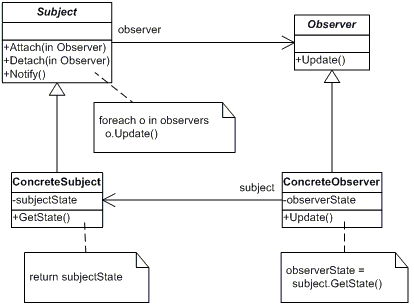 Subject
+Attach(in Observer)
+Detach(in Observer)
+Notify()
observer
Observer
+Update()
foreach o in observers
o.Update()
ConcreteSubject
-subjectState
+GetState()
subject
ConcreteObserver
-observerState
+Update()
return subjectState
observerState =
subject.GetState()